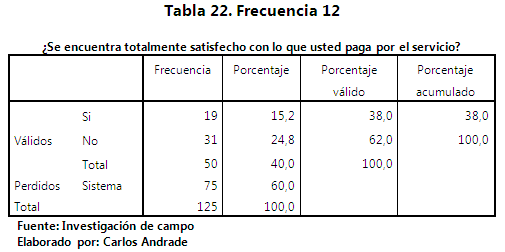 Tabla 22. Frecuencia 12
¿Se encuentra totalmente satisfecho con lo que usted paga por el servicio?
Frecuencia Porcentaje Porcentaje válido Porcentaje acumulado
Válidos Si 19 15,2 38,0 38,0
No 31 24,8 62,0 100,0
Total 50 40,0 100,0
Perdidos Sistema 75 60,0
Total 125 100,0
Fuente: Investigación de campo
Elaborado por: Carlos Andrade